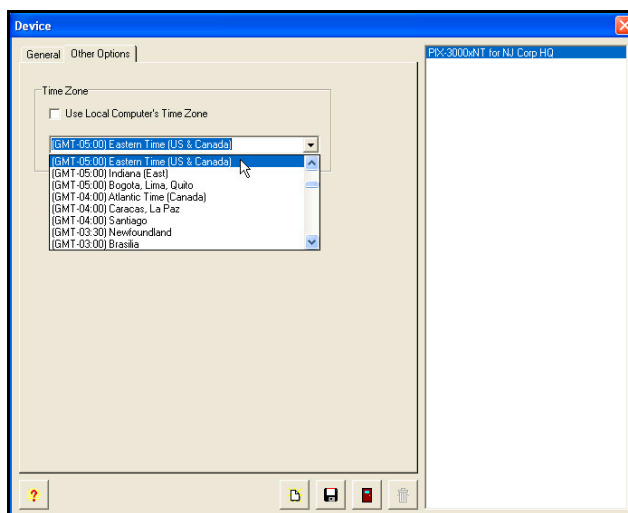 Device
General Other Options
PIX-3000xNT for NJ Corp HQ
Time Zone
Use Local Computer's Time Zone
(GMT-05:00) Eastern Time (US & Canada)
(GMT-05:00) Eastern Time (US & Canada)
(GMT-05:00) Indiana (East)
(GMT-05:00) Bogota, Lima, Quito
(GMT-04:00) Atlantic Time (Canada)
(GMT-04:00) Caracas, La Paz
(GMT-04:00) Santiago
(GMT-03:30) Newfoundland
(GMT-03:00) Brasilia
?